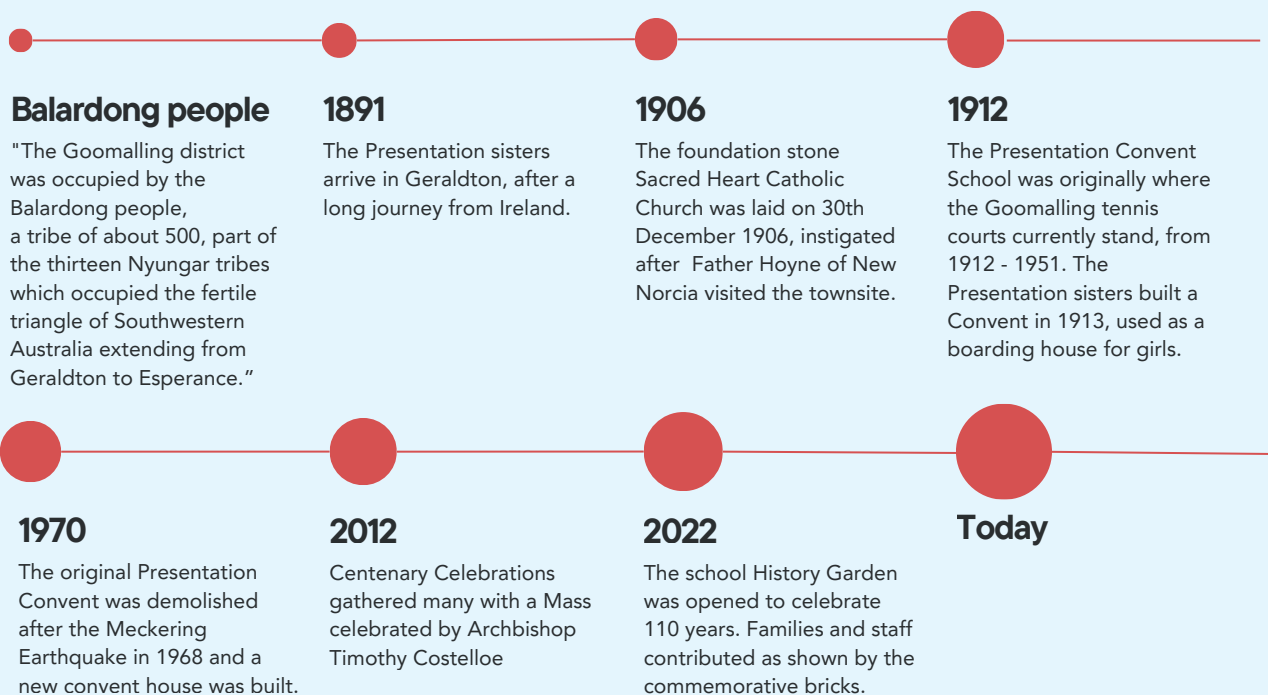 Balardong people
"The Goomalling district
was occupied by the
Balardong people,
a tribe of about 500, part of
the thirteen Nyungar tribes
which occupied the fertile
triangle of Southwestern
Australia extending from
Geraldton to Esperance.”
1891
The Presentation sisters
arrive in Geraldton, after a
long journey from Ireland.
1906
The foundation stone
Sacred Heart Catholic
Church was laid on 30th
December 1906, instigated
after  Father Hoyne of New
Norcia visited the townsite.
1912
The Presentation Convent
School was originally where
the Goomalling tennis
courts currently stand, from
1912 - 1951. The
Presentation sisters built a
Convent in 1913, used as a
boarding house for girls.
1970
The original Presentation
Convent was demolished
after the Meckering
Earthquake in 1968 and a
new convent house was built.
2012
Centenary Celebrations
gathered many with a Mass
celebrated by Archbishop
Timothy Costelloe
2022
The school History Garden
was opened to celebrate
110 years. Families and staff
contributed as shown by the
commemorative bricks.
Today